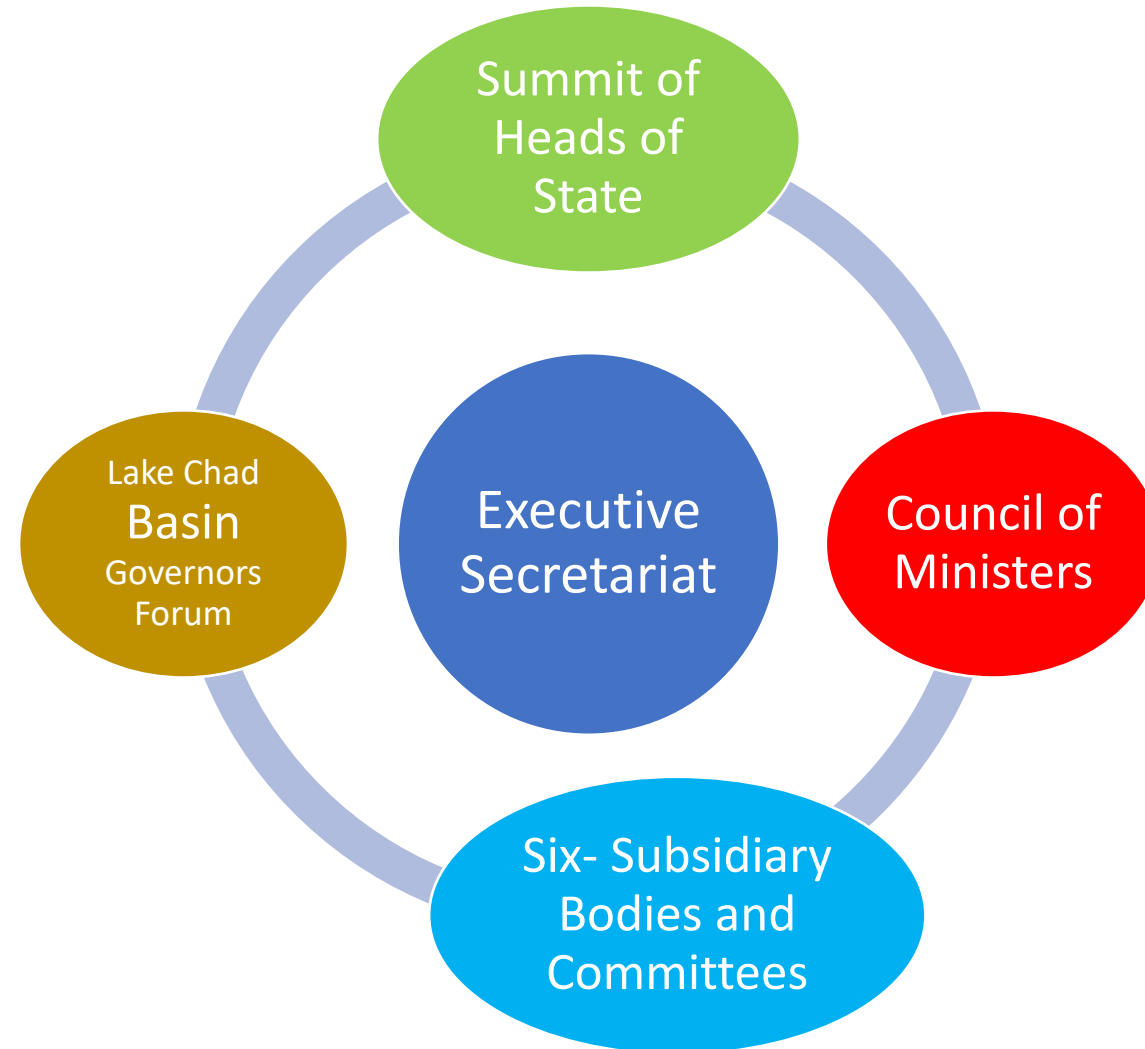 Summit of
Heads of
State
Lake Chad
Basin
Governors
Forum
Executive
Secretariat
Council of
Ministers
Six- Subsidiary
Bodies and
Committees